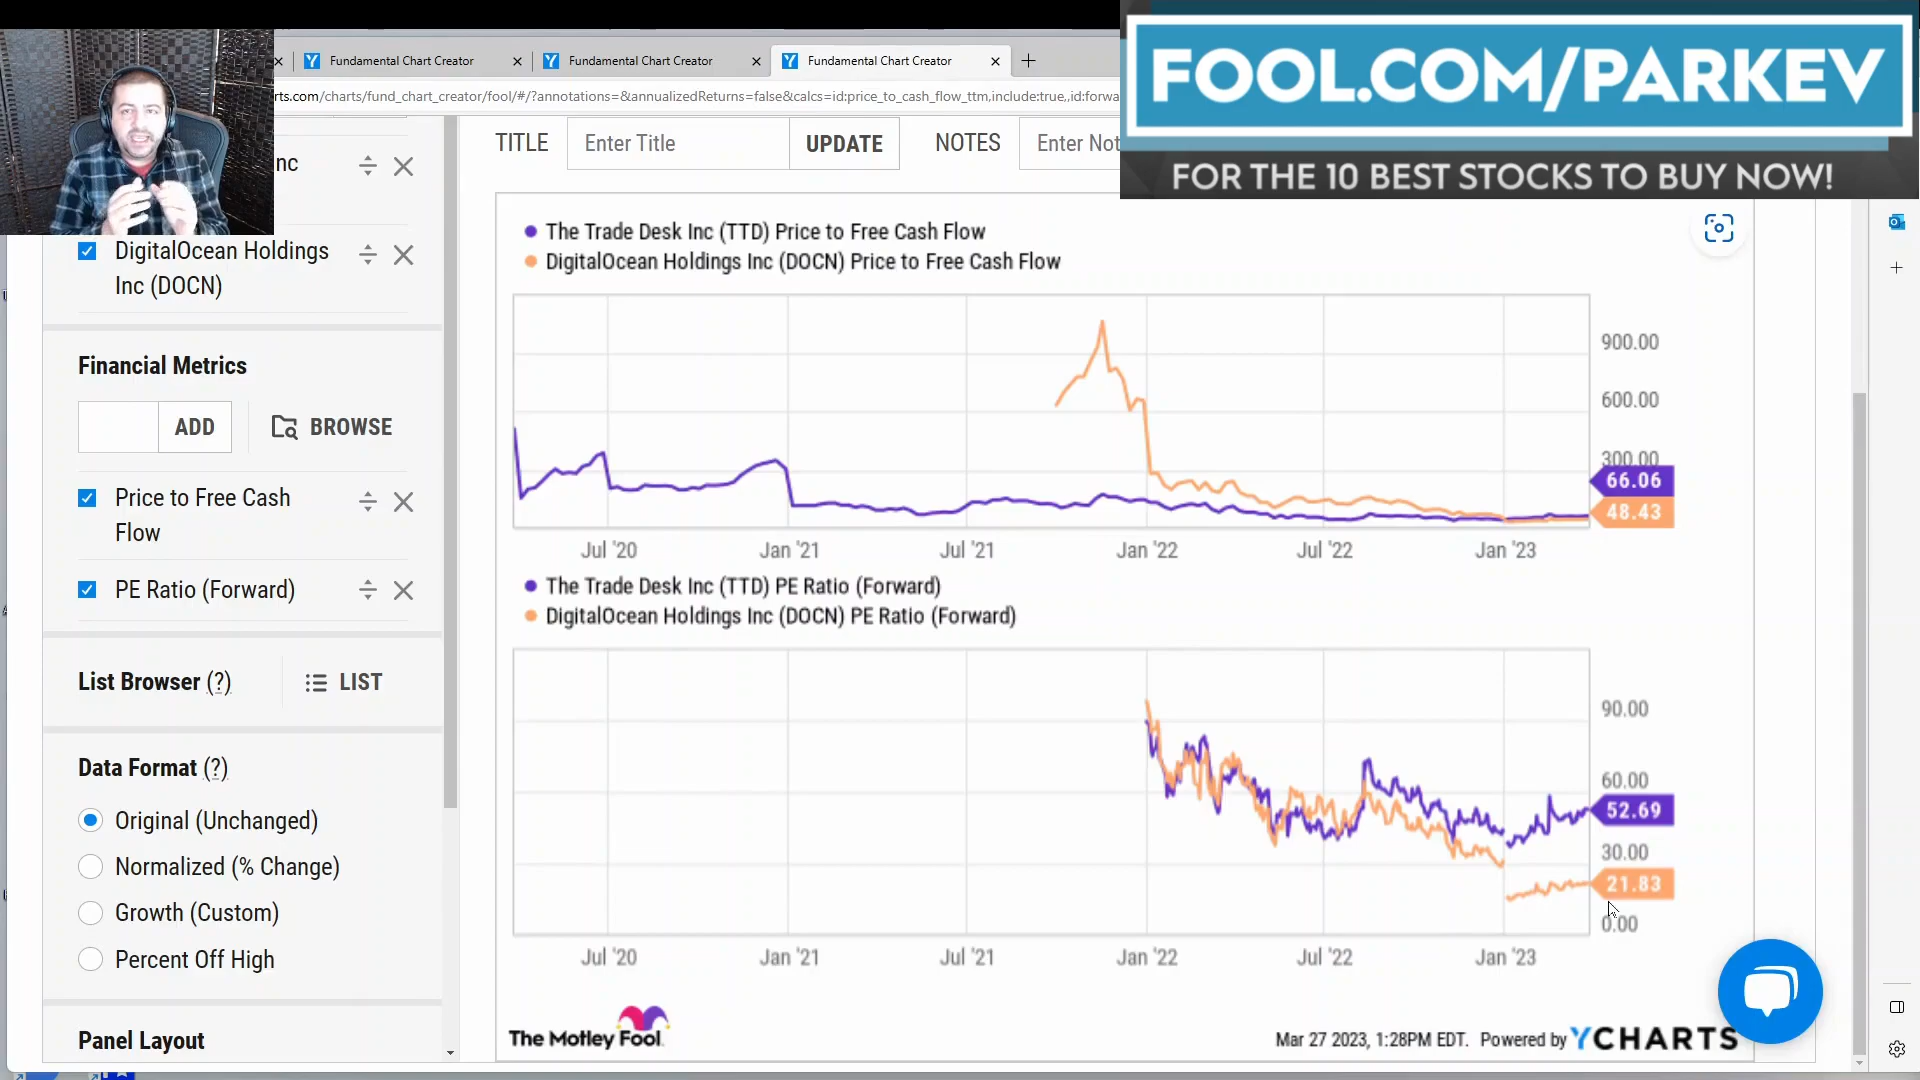 FOOL.COM/PARKEV
FOR THE 10 BEST STOCKS TO BUY NOW!
Fundamental Chart Creator
Fundamental Chart Creator
Fundamental Chart Creator
rts.com/charts/fund_chart_creator/fool/#/?annotations=&annualizedReturns=false&calcs=id:price_to_cash_flow_ttm,include:true,,id:forwa
TITLE
Enter Title
UPDATE
NOTES
Enter Not
nc
DigitalOcean Holdings
Inc (DOCN)
Financial Metrics
ADD
BROWSE
Price to Free Cash
Flow
PE Ratio (Forward)
List Browser (?)
LIST
Data Format (?)
Original (Unchanged)
Normalized (% Change)
Growth (Custom)
Percent Off High
Panel Layout
The Trade Desk Inc (TTD) Price to Free Cash Flow
DigitalOcean Holdings Inc (DOCN) Price to Free Cash Flow
900.00
600.00
300.00
66.06
48.43
Jul '20
Jan '21
Jul '21
Jan '22
Jul '22
Jan '23
The Trade Desk Inc (TTD) PE Ratio (Forward)
DigitalOcean Holdings Inc (DOCN) PE Ratio (Forward)
90.00
60.00
52.69
30.00
21.83
0.00
Jul '20
Jan '21
Jul '21
Jan '22
Jul '22
Jan '23
The Motley Fool
Mar 27 2023, 1:28PM EDT. Powered by YCHARTS